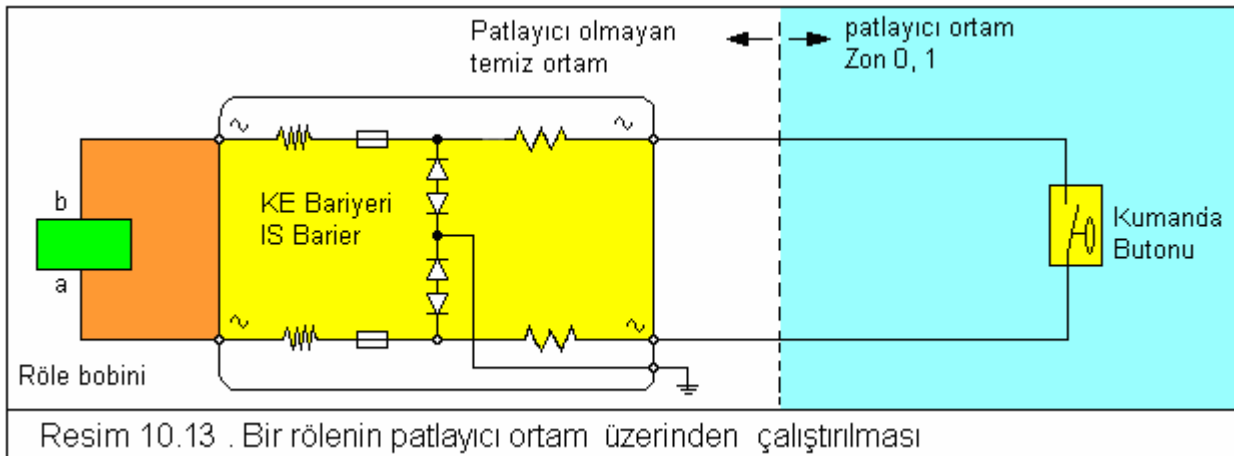 Patlayıcı olmayan
temiz ortam
patlayıcı ortam
Zon 0, 1
~ ~
b
KE Bariyeri
IS Barier
a
Kumanda
Butonu
~ ~
Röle bobini
Resim 10.13 . Bir rölenin patlayıcı ortam üzerinden çalıştırılması